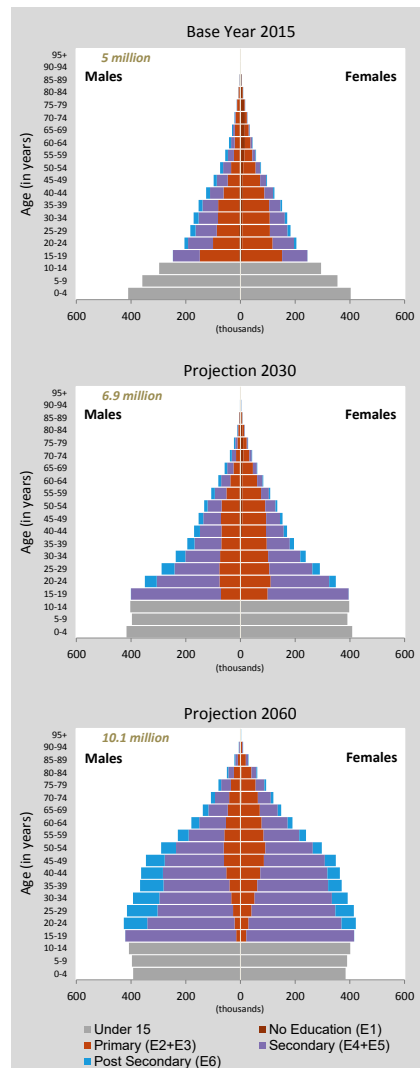 Base Year 2015
5 million
Males
Females
Age (in years)
95+
90-94
85-89
80-84
75-79
70-74
65-69
60-64
55-59
50-54
45-49
40-44
35-39
30-34
25-29
20-24
15-19
10-14
5-9
0-4
600 400 200 0 200 400 600
(thousands)
Projection 2030
6.9 million
Males
Females
Age (in years)
95+
90-94
85-89
80-84
75-79
70-74
65-69
60-64
55-59
50-54
45-49
40-44
35-39
30-34
25-29
20-24
15-19
10-14
5-9
0-4
600 400 200 0 200 400 600
(thousands)
Projection 2060
10.1 million
Males
Females
Age (in years)
95+
90-94
85-89
80-84
75-79
70-74
65-69
60-64
55-59
50-54
45-49
40-44
35-39
30-34
25-29
20-24
15-19
10-14
5-9
0-4
600 400 200 0 200 400 600
(thousands)
Under 15
No Education (E1)
Primary (E2+E3)
Secondary (E4+E5)
Post Secondary (E6)